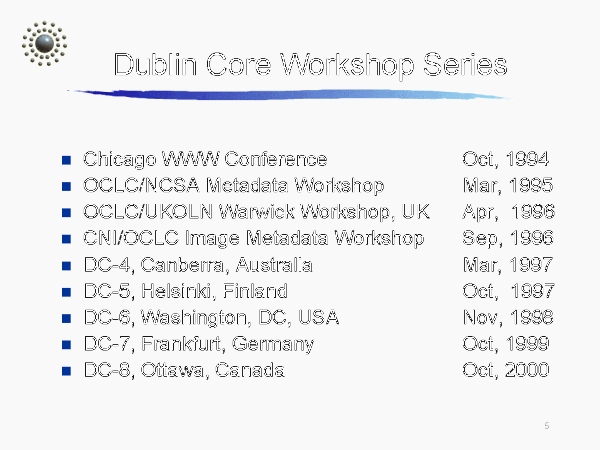 Dublin Core Workshop Series
Chicago WWW Conference Oct, 1994
OCLC/NCSA Metadata Workshop Mar, 1995
OCLC/UKOLN Warwick Workshop, UK Apr, 1996
CNI/OCLC Image Metadata Workshop Sep, 1996
DC-4, Canberra, Australia Mar, 1997
DC-5, Helsinki, Finland Oct, 1997
DC-6, Washington, DC, USA Nov, 1998
DC-7, Frankfurt, Germany Oct, 1999
DC-8, Ottawa, Canada Oct, 2000
5